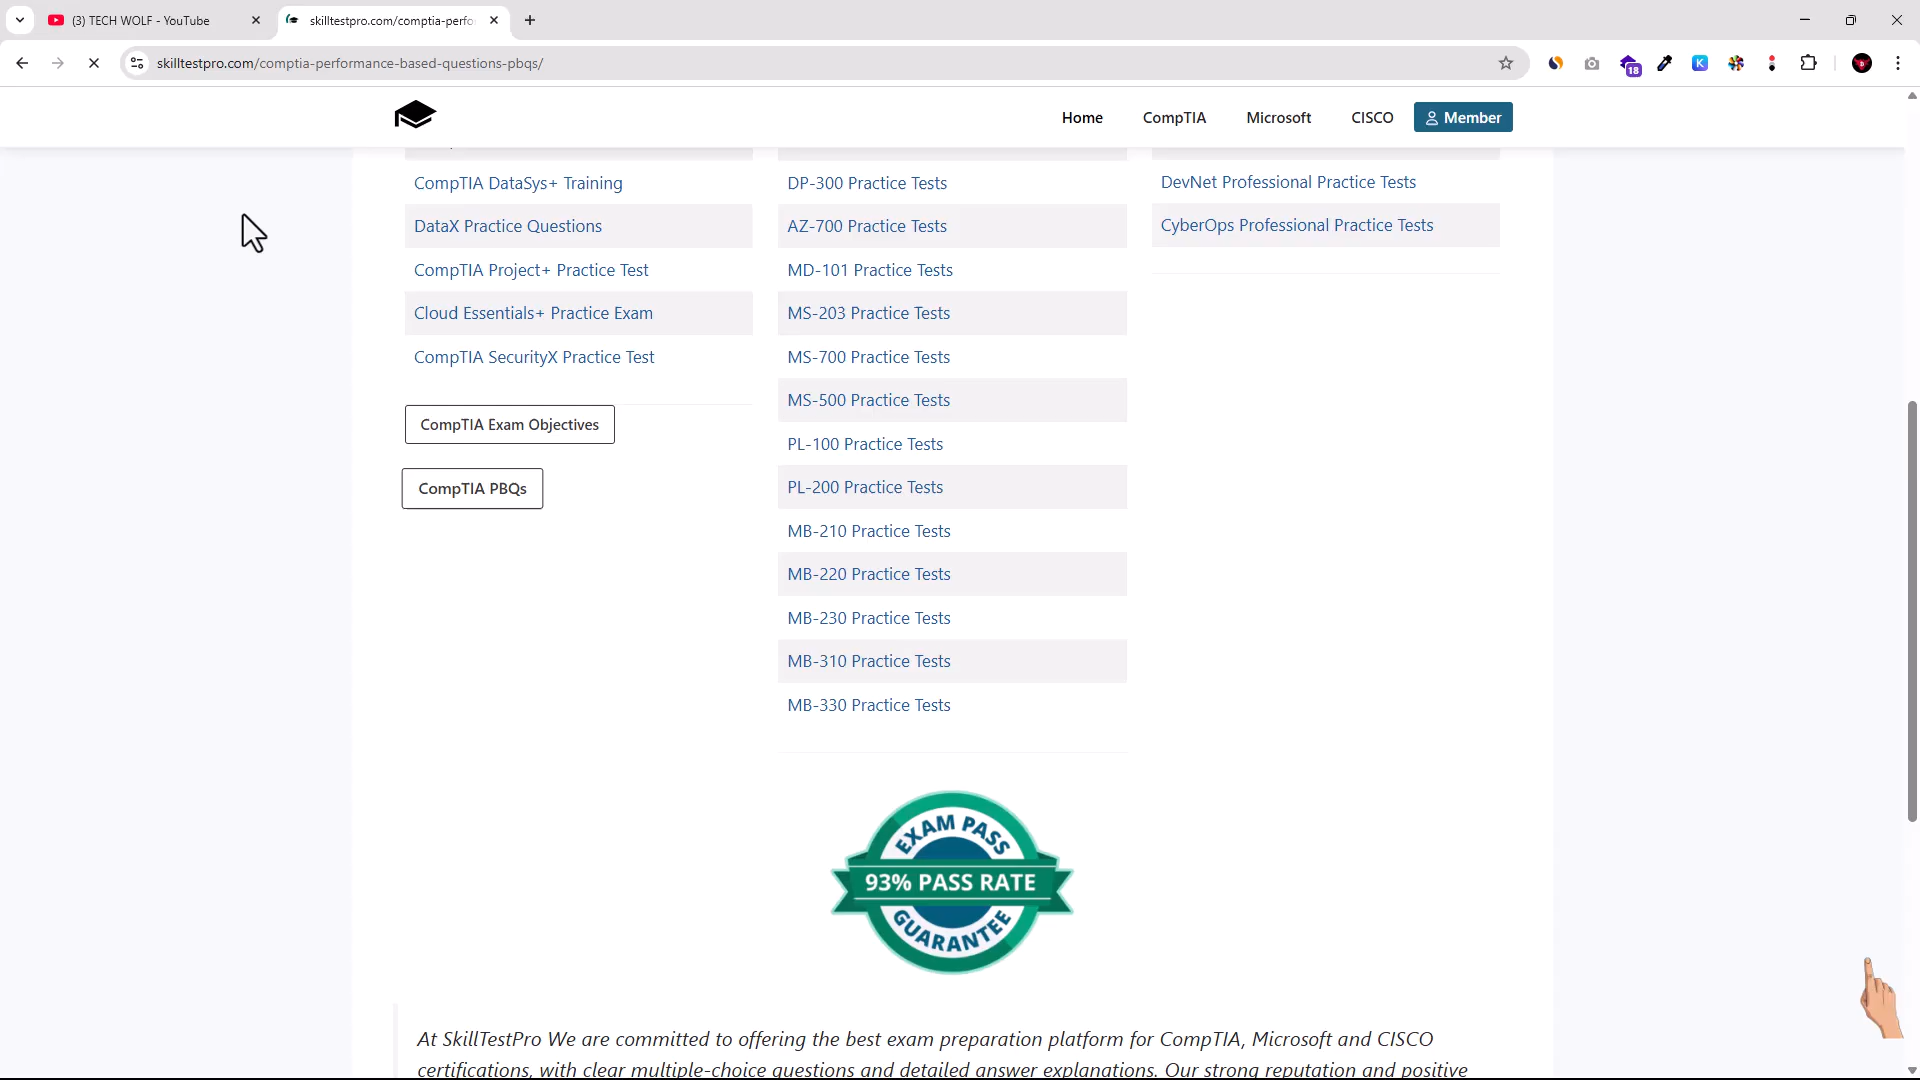 (3) TECH WOLF - YouTube
skilltestpro.com/comptia-perfo
skilltestpro.com/comptia-performance-based-questions-pbqs/
18
K
Home
CompTIA
Microsoft
CISCO
Member
CompTIA DataSys+ Training
DataX Practice Questions
CompTIA Project+ Practice Test
Cloud Essentials+ Practice Exam
CompTIA SecurityX Practice Test
CompTIA Exam Objectives
CompTIA PBQs
DP-300 Practice Tests
AZ-700 Practice Tests
MD-101 Practice Tests
MS-203 Practice Tests
MS-700 Practice Tests
MS-500 Practice Tests
PL-100 Practice Tests
PL-200 Practice Tests
MB-210 Practice Tests
MB-220 Practice Tests
MB-230 Practice Tests
MB-310 Practice Tests
MB-330 Practice Tests
DevNet Professional Practice Tests
CyberOps Professional Practice Tests
EXAM PASS
93% PASS RATE
GUARANTEE
At SkillTestPro We are committed to offering the best exam preparation platform for CompTIA, Microsoft and CISCO
certifications, with clear multiple-choice questions and detailed answer explanations. Our strong reputation and positive